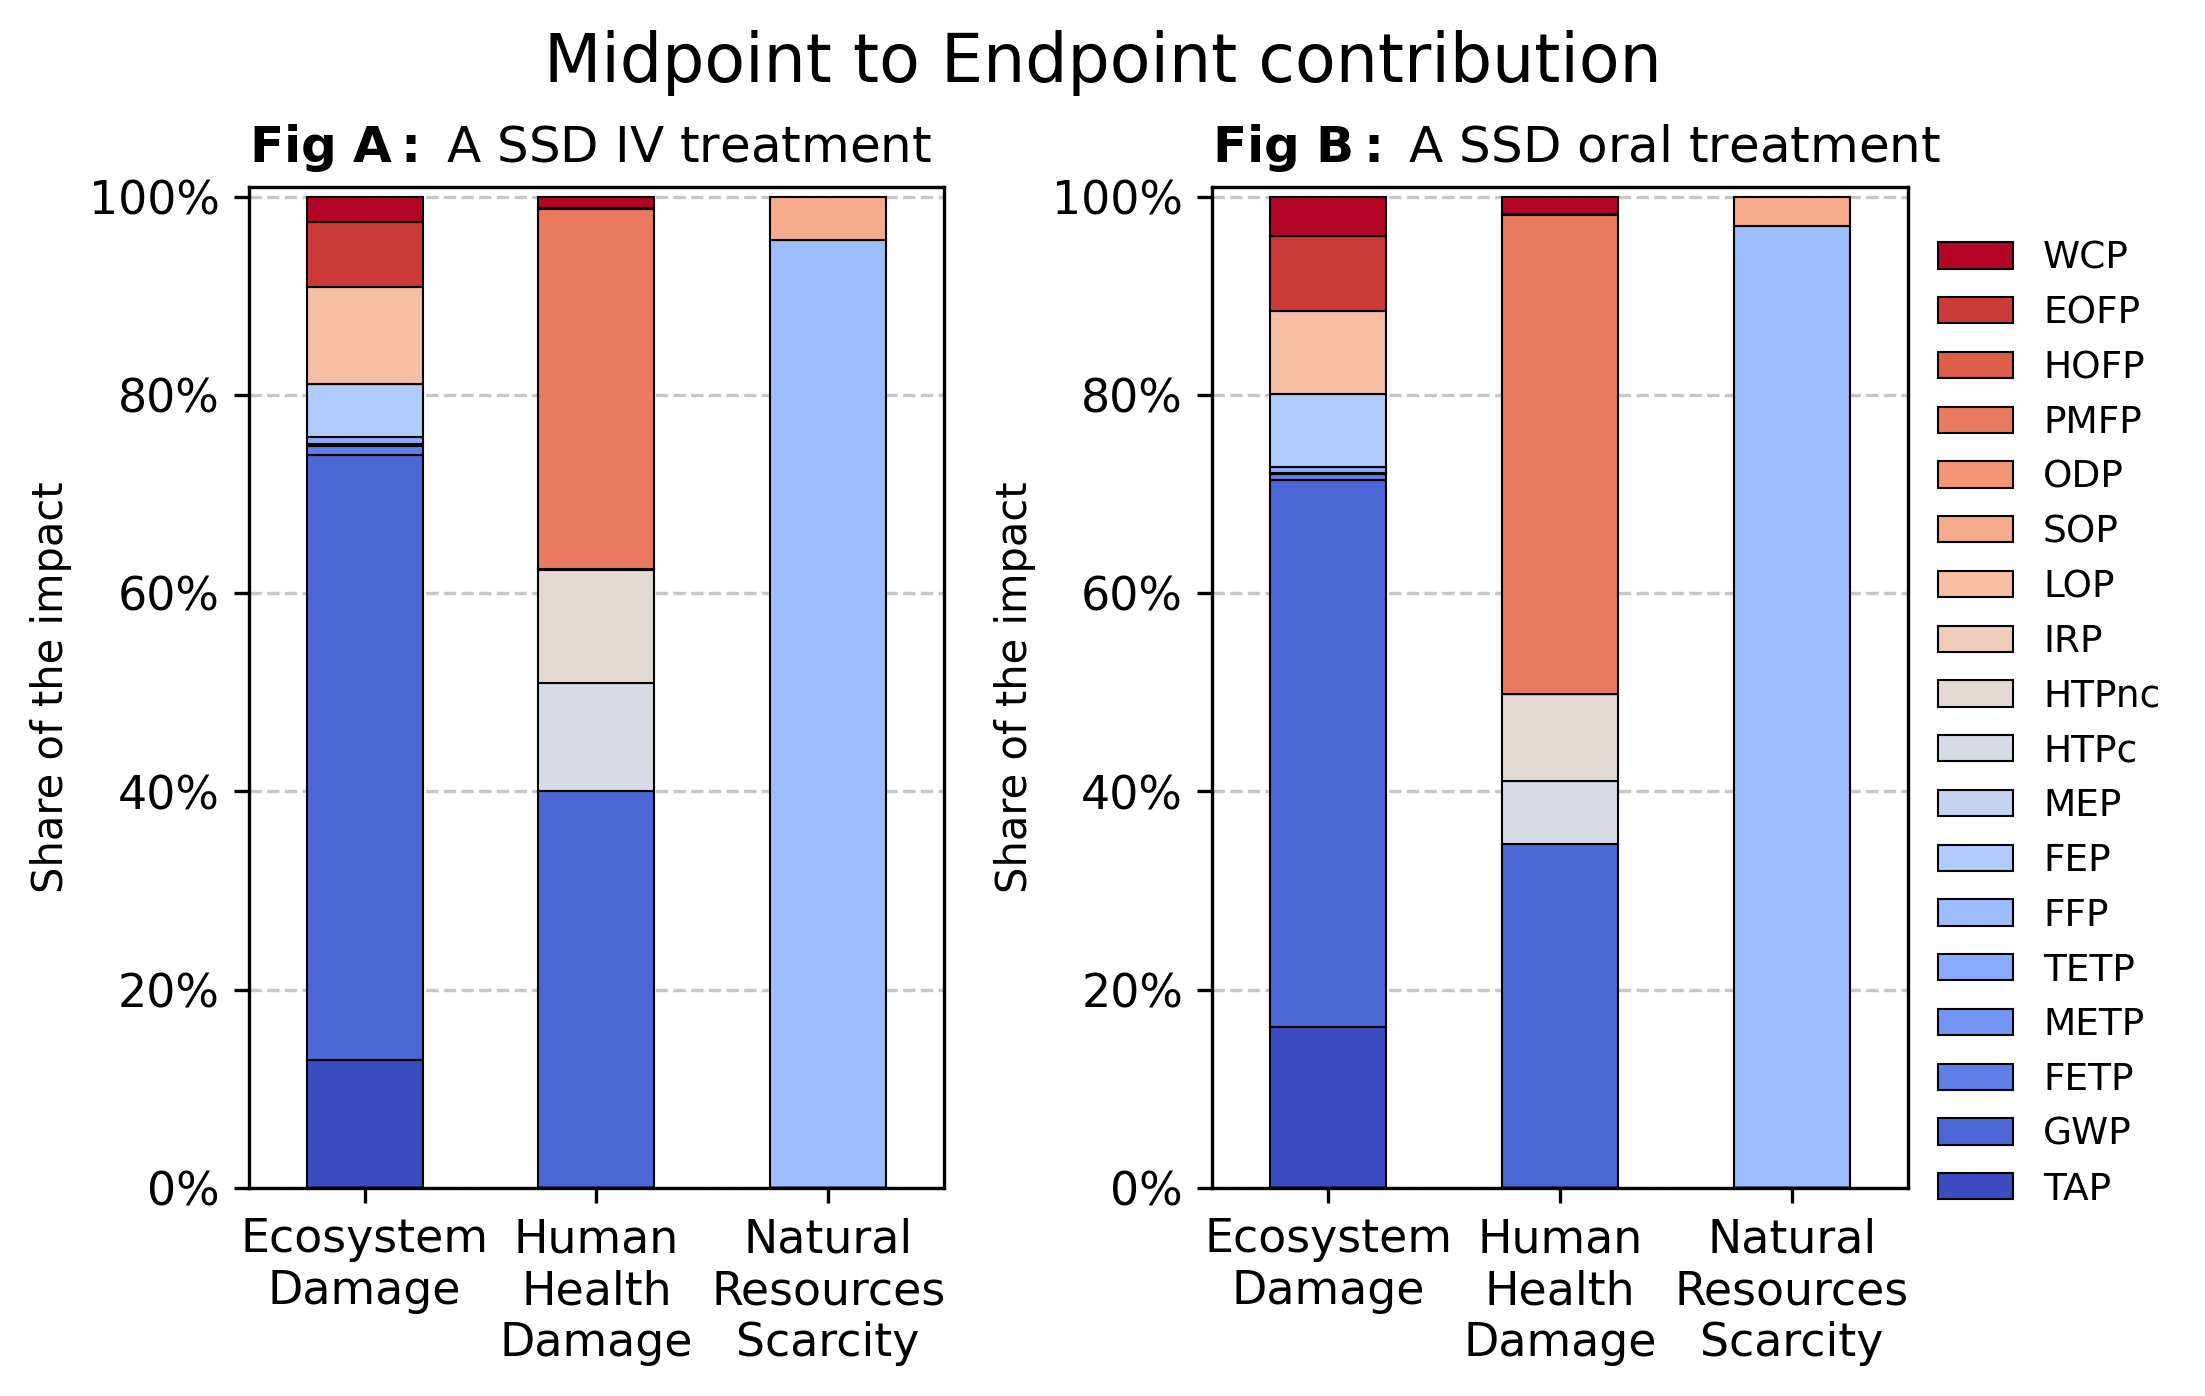 Midpoint to Endpoint contribution
Fig A: A SSD IV treatment
Share of the impact
100%
80%
60%
40%
20%
0%
Ecosystem
Damage
Human
Health
Damage
Natural
Resources
Scarcity
Fig B: A SSD oral treatment
Share of the impact
100%
80%
60%
40%
20%
0%
Ecosystem
Damage
Human
Health
Damage
Natural
Resources
Scarcity
WCP
EOFP
HOFP
PMFP
ODP
SOP
LOP
IRP
HTPnc
HTPc
MEP
FEP
FFP
TETP
METP
FETP
GWP
TAP